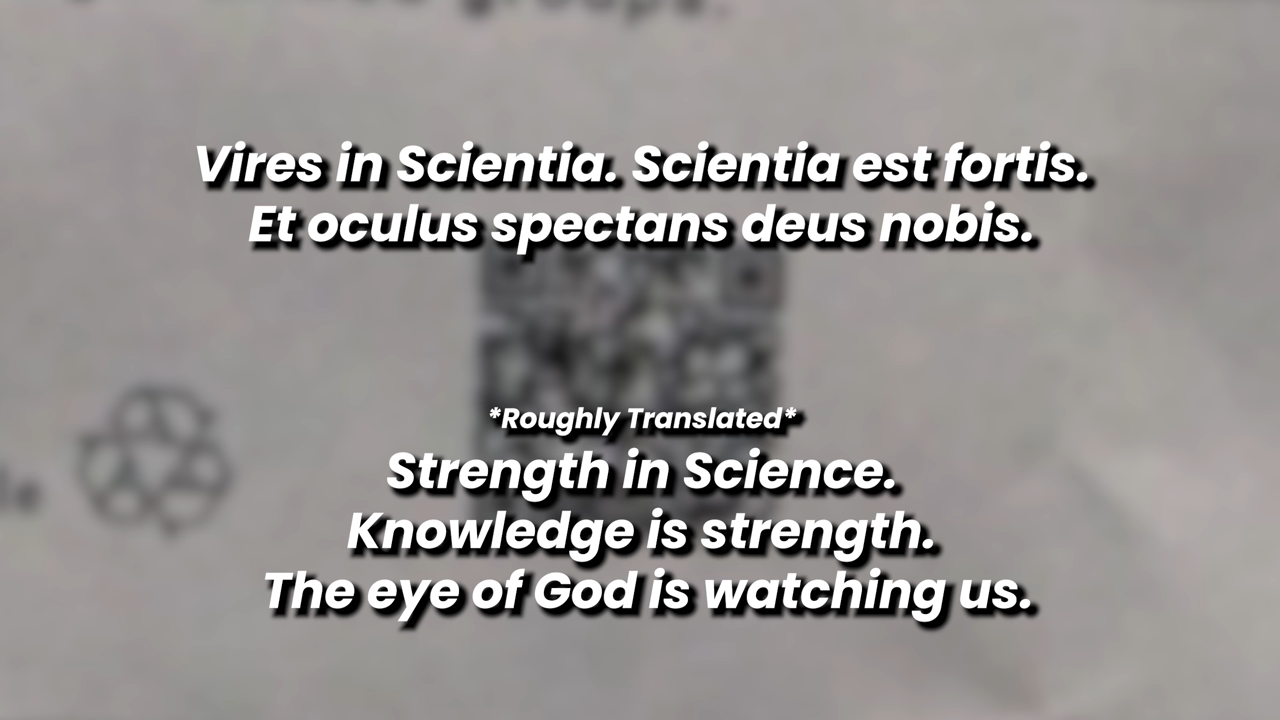 groups.
Vires in Scientia. Scientia est fortis.
Et oculus spectans deus nobis.
*Roughly Translated*
Strength in Science.
Knowledge is strength.
The eye of God is watching us.